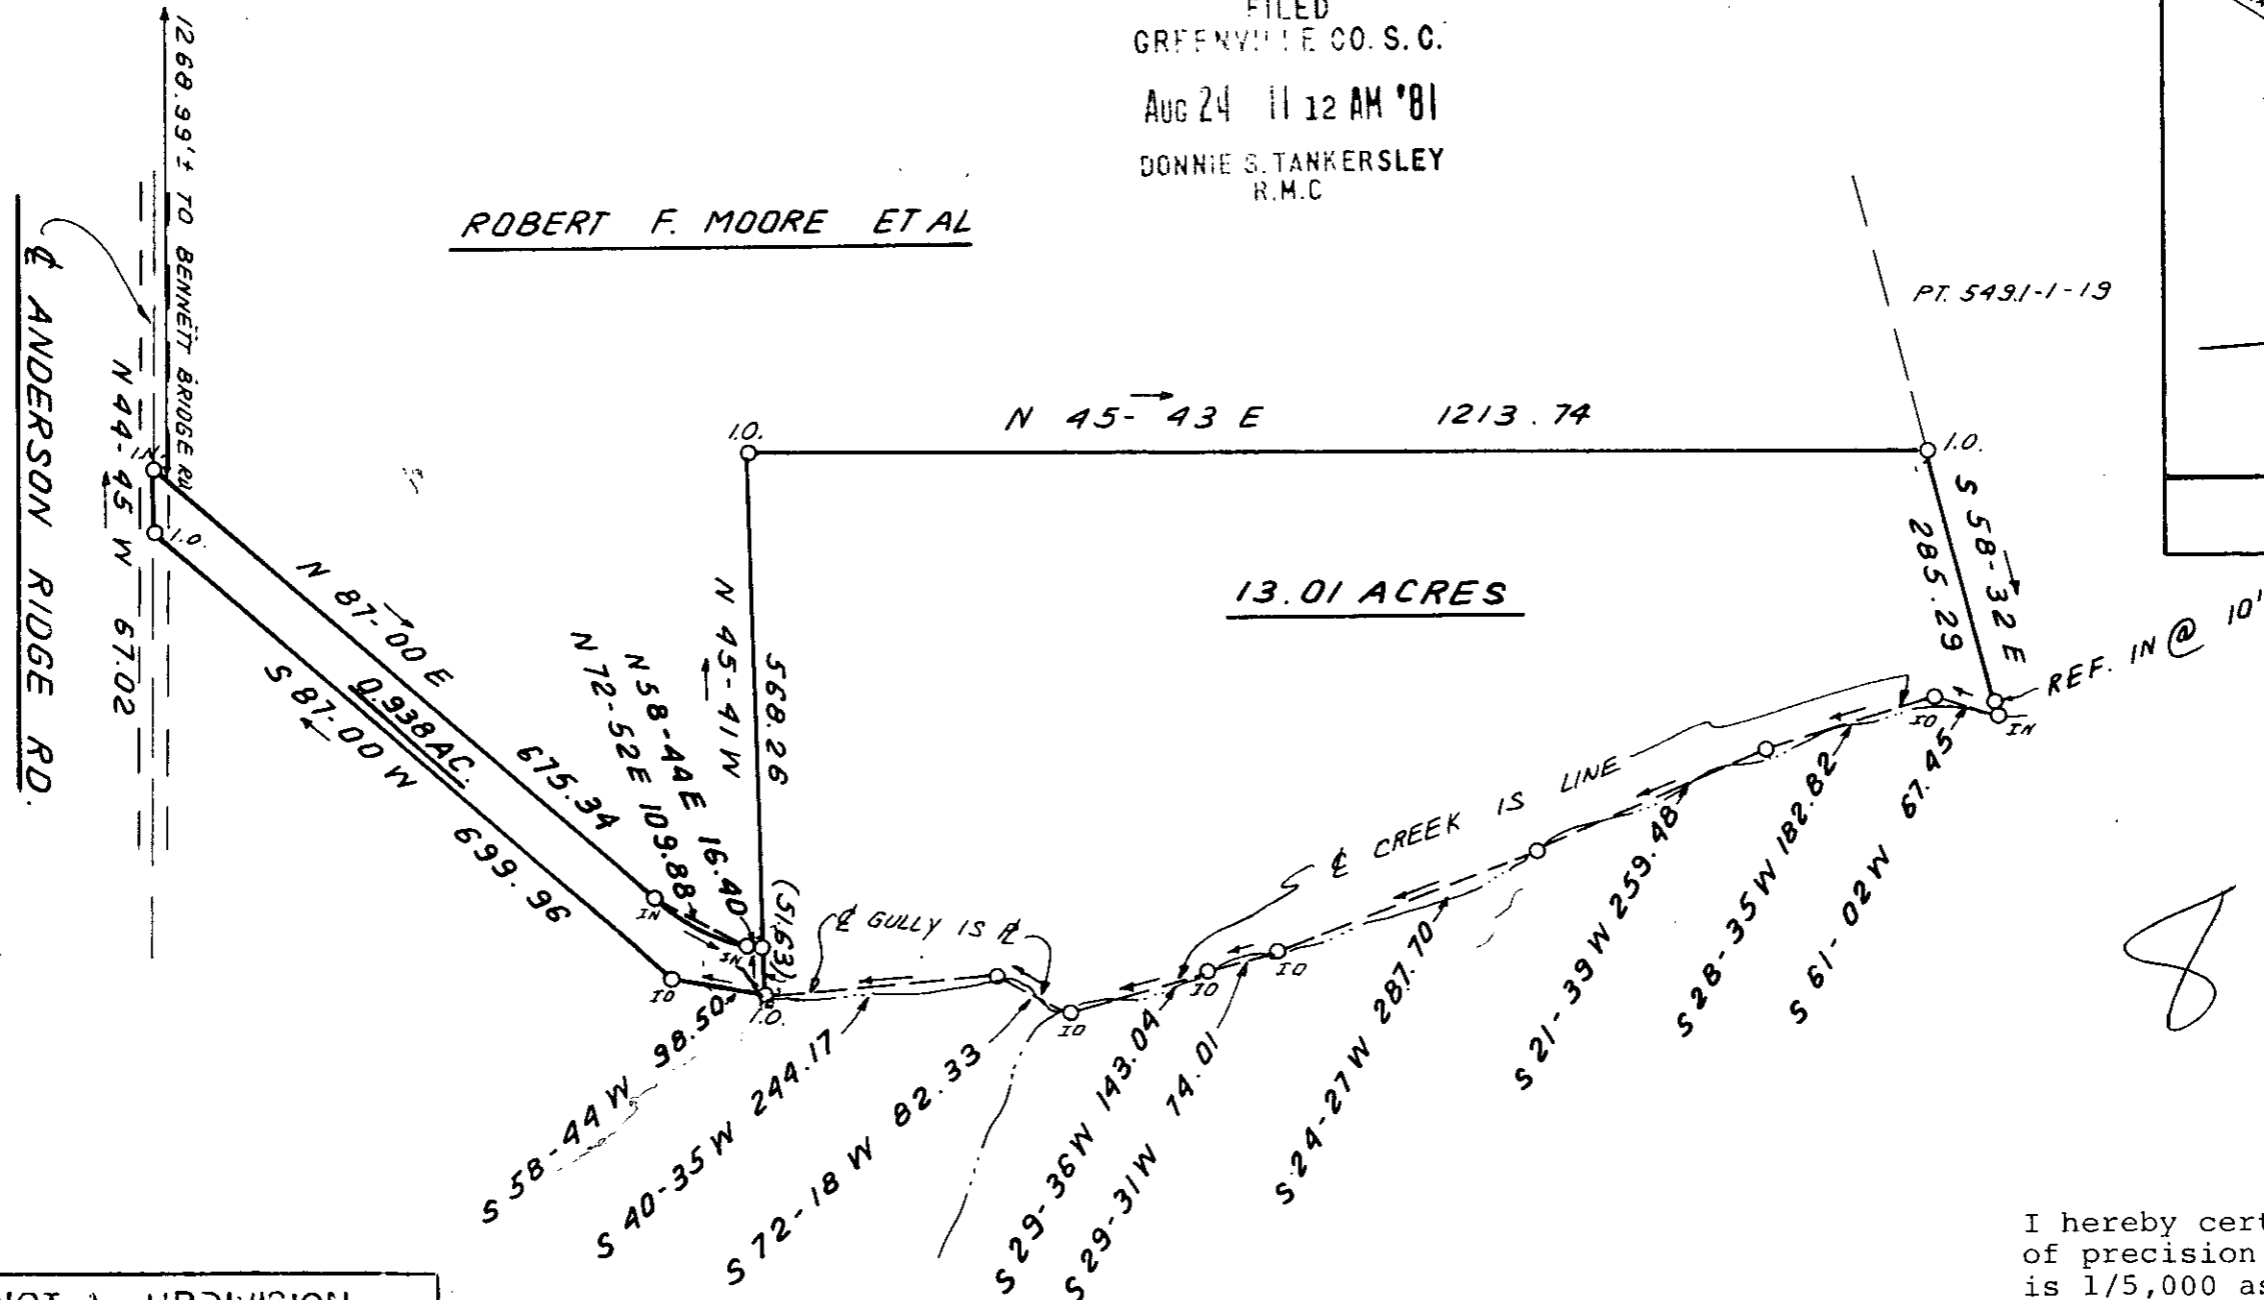 FILED
GREENVILLE CO. S. C.
AUG 24 11 12 AM '81
DONNIE S. TANKERSLEY
R.M.C
ROBERT F. MOORE ET AL
1268.99'± TO BENNETT BRIDGE RD
℄ ANDERSON RIDGE RD.
N 44-45 W 67.02
I.N.
I.O.
N 87-00 E 675.34
0.938 AC.
S 87-00 W 699.96
N 72-52 E 109.88
N 58-44 E 16.40
N 45-41 W 568.26
(51.63)
I.O.
N 45-43 E 1213.74
I.O.
PT. 549.1-1-19
S 58-32 E
285.29
13.01 ACRES
REF. IN @ 10'
IN
IO
℄ CREEK IS LINE
℄ GULLY IS ℄
IN
IN
IO
I.O.
IO
IO
IO
S 58-44 W 98.50
S 40-35 W 244.17
S 72-18 W 82.33
S 29-36 W 143.04
S 29-31 W 74.01
S 24-27 W 287.70
S 21-39 W 259.48
S 28-35 W 182.82
S 61-02 W 67.45
8
I hereby cert
of precision
is 1/5,000 as